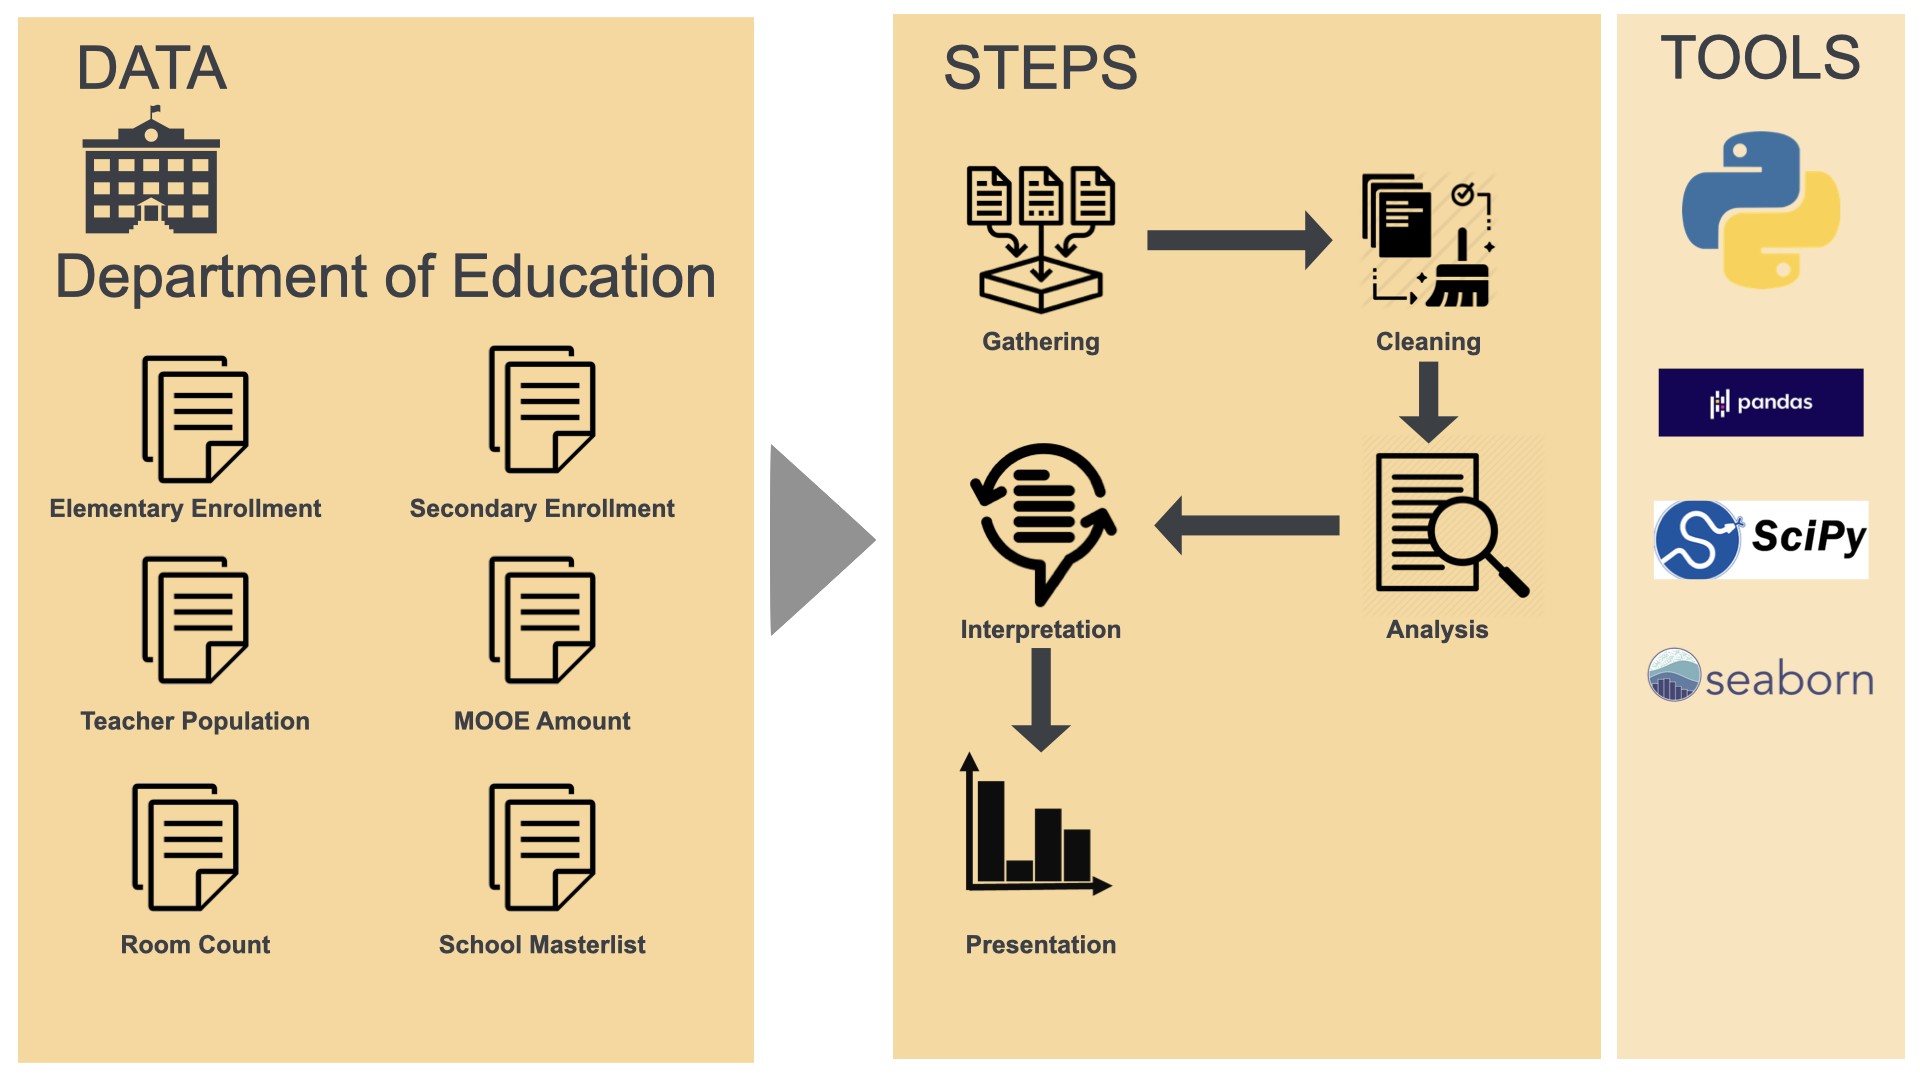 DATA
Department of Education
Elementary Enrollment
Secondary Enrollment
Teacher Population
MOOE Amount
Room Count
School Masterlist
STEPS
Gathering
Cleaning
Analysis
Interpretation
Presentation
TOOLS
pandas
SciPy
seaborn